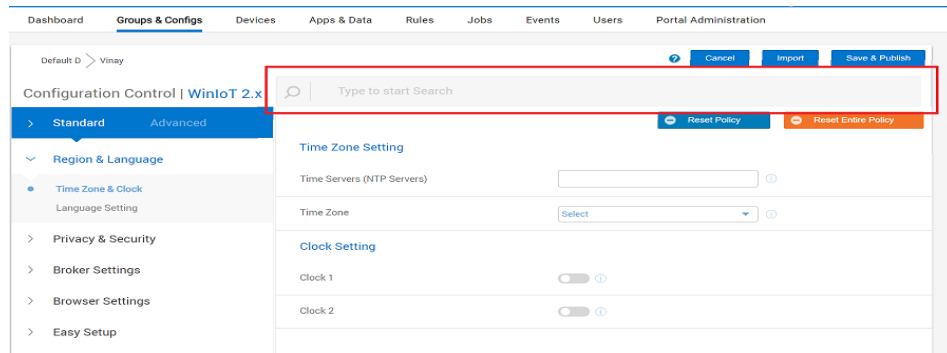 Dashboard Groups & Configs Devices Apps & Data Rules Jobs Events Users Portal Administration
Default D > Vinay ? Cancel Import Save & Publish
Configuration Control | WinIoT 2.x
Type to start Search
Standard Advanced
Reset Policy Reset Entire Policy
Region & Language
Time Zone & Clock
Language Setting
Privacy & Security
Broker Settings
Browser Settings
Easy Setup
Time Zone Setting
Time Servers (NTP Servers)
Time Zone Select
Clock Setting
Clock 1
Clock 2